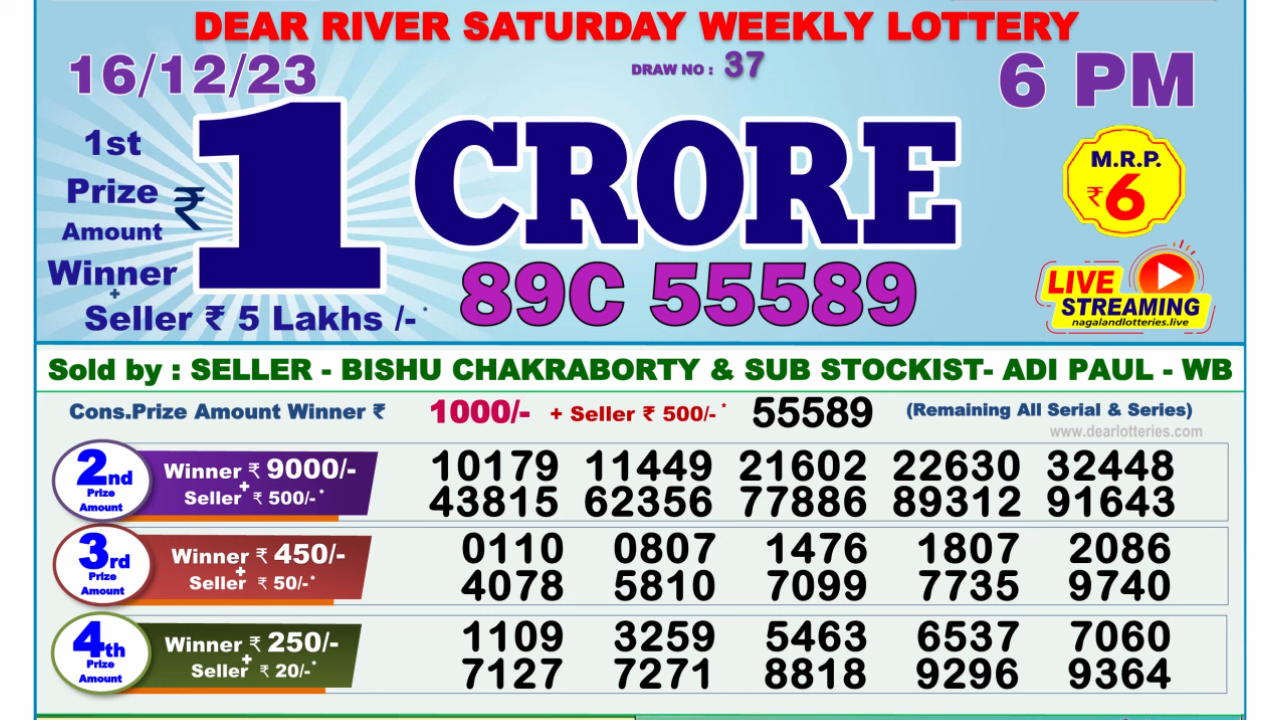 DEAR RIVER SATURDAY WEEKLY LOTTERY
16/12/23
DRAW NO : 37
6 PM
1st
Prize
Amount
Winner
+
Seller ₹ 5 Lakhs /- *
₹ 1 CRORE
89C 55589
M.R.P.
₹ 6
LIVE
STREAMING
nagalandlotteries.live
Sold by : SELLER - BISHU CHAKRABORTY & SUB STOCKIST- ADI PAUL - WB
Cons.Prize Amount Winner ₹ 1000/- + Seller ₹ 500/- * 55589 (Remaining All Serial & Series)
www.dearlotteries.com
2nd
Prize
Amount
Winner ₹ 9000/-
+
Seller ₹ 500/- *
10179 11449 21602 22630 32448
43815 62356 77886 89312 91643
3rd
Prize
Amount
Winner ₹ 450/-
+
Seller ₹ 50/- *
0110 0807 1476 1807 2086
4078 5810 7099 7735 9740
4th
Prize
Amount
Winner ₹ 250/-
+
Seller ₹ 20/- *
1109 3259 5463 6537 7060
7127 7271 8818 9296 9364